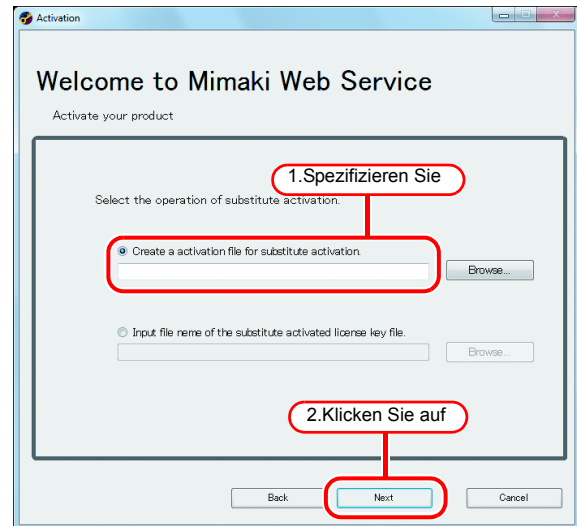 Activation
Welcome to Mimaki Web Service
Activate your product
1.Spezifizieren Sie
Select the operation of substitute activation.
Create a activation file for substitute activation.
Browse...
Input file neme of the substitute activated license key file.
Browse...
2.Klicken Sie auf
Back Next Cancel